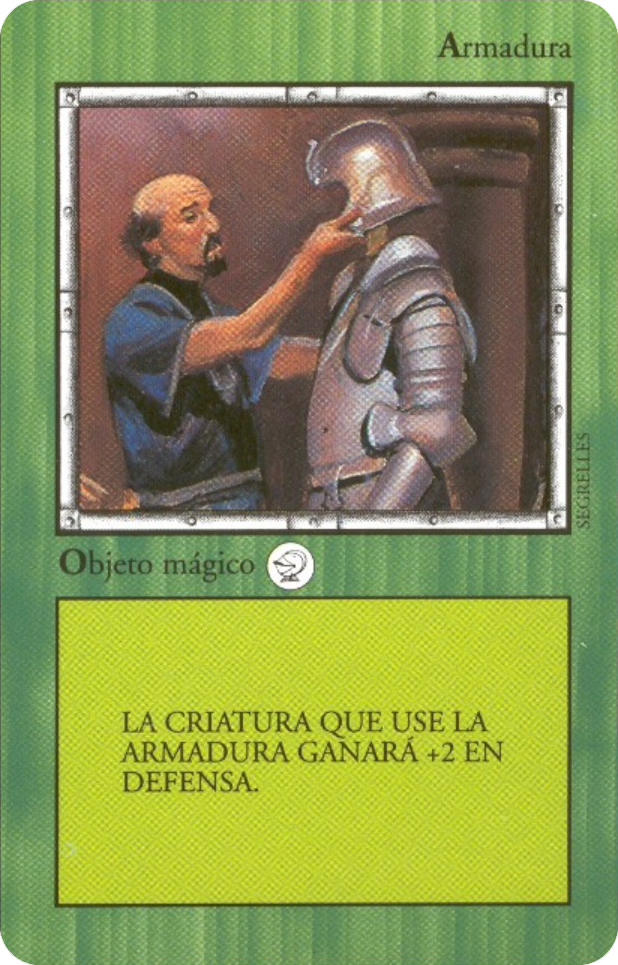 Armadura
SEGRELLES
Objeto mágico
LA CRIATURA QUE USE LA
ARMADURA GANARÁ +2 EN
DEFENSA.